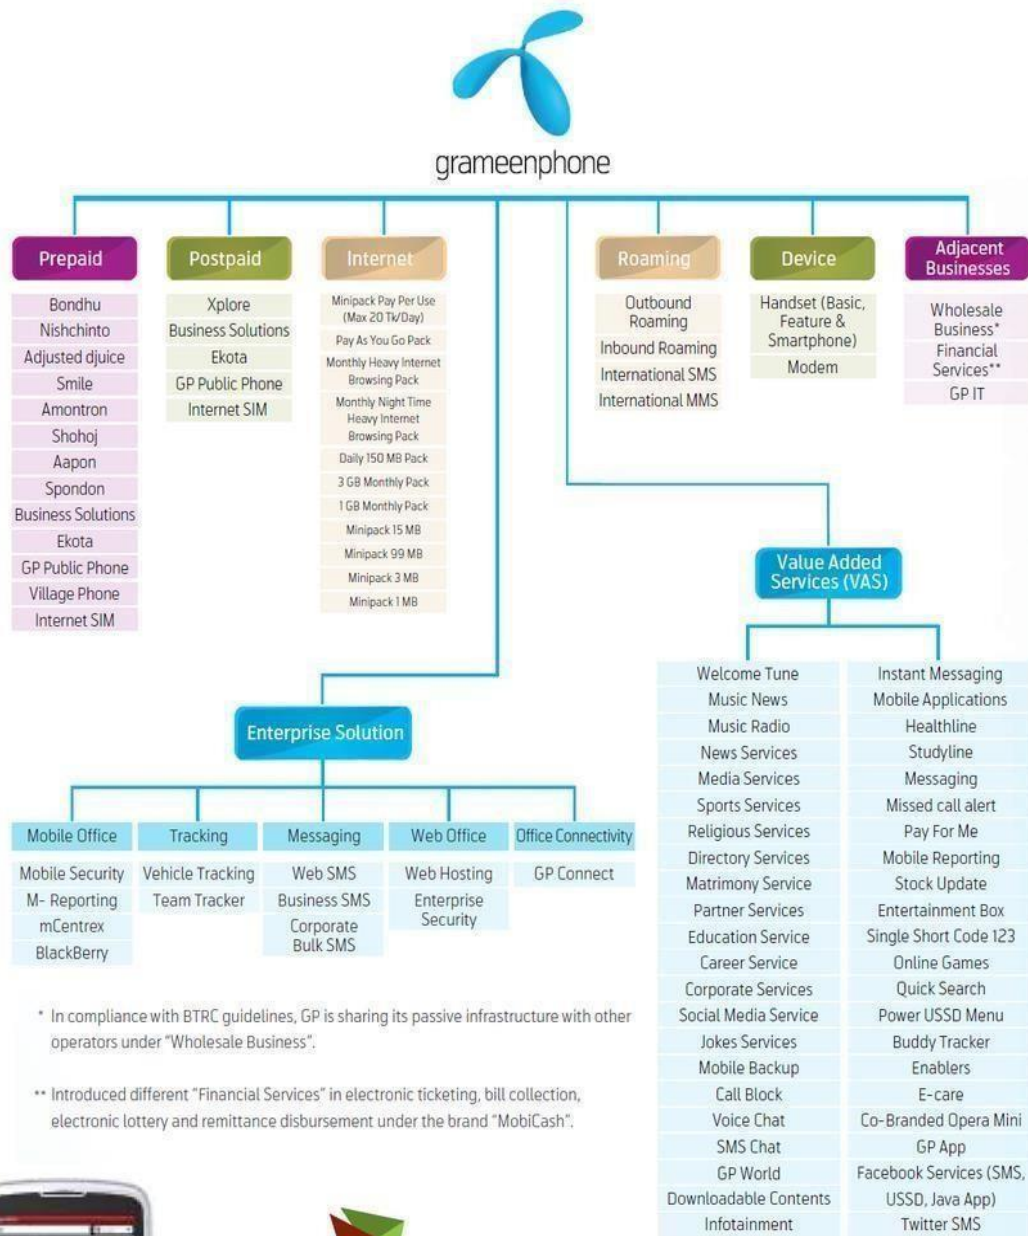 grameenphone
Prepaid
Bondhu
Nishchinto
Adjusted djuice
Smile
Amontron
Shohoj
Aapon
Spondon
Business Solutions
Ekota
GP Public Phone
Village Phone
Internet SIM
Postpaid
Xplore
Business Solutions
Ekota
GP Public Phone
Internet SIM
Internet
Minipack Pay Per Use
(Max 20 Tk/Day)
Pay As You Go Pack
Monthly Heavy Internet
Browsing Pack
Monthly Night Time
Heavy Internet
Browsing Pack
Daily 150 MB Pack
3 GB Monthly Pack
1 GB Monthly Pack
Minipack 15 MB
Minipack 99 MB
Minipack 3 MB
Minipack 1 MB
Roaming
Outbound
Roaming
Inbound Roaming
International SMS
International MMS
Device
Handset (Basic,
Feature &
Smartphone)
Modem
Adjacent
Businesses
Wholesale
Business*
Financial
Services**
GP IT
Enterprise Solution
Mobile Office
Mobile Security
M- Reporting
mCentrex
BlackBerry
Tracking
Vehicle Tracking
Team Tracker
Messaging
Web SMS
Business SMS
Corporate
Bulk SMS
Web Office
Web Hosting
Enterprise
Security
Office Connectivity
GP Connect
Value Added
Services (VAS)
Welcome Tune
Music News
Music Radio
News Services
Media Services
Sports Services
Religious Services
Directory Services
Matrimony Service
Partner Services
Education Service
Career Service
Corporate Services
Social Media Service
Jokes Services
Mobile Backup
Call Block
Voice Chat
SMS Chat
GP World
Downloadable Contents
Infotainment
Instant Messaging
Mobile Applications
Healthline
Studyline
Messaging
Missed call alert
Pay For Me
Mobile Reporting
Stock Update
Entertainment Box
Single Short Code 123
Online Games
Quick Search
Power USSD Menu
Buddy Tracker
Enablers
E-care
Co-Branded Opera Mini
GP App
Facebook Services (SMS,
USSD, Java App)
Twitter SMS
* In compliance with BTRC guidelines, GP is sharing its passive infrastructure with other
operators under "Wholesale Business".
** Introduced different "Financial Services" in electronic ticketing, bill collection,
electronic lottery and remittance disbursement under the brand "MobiCash".